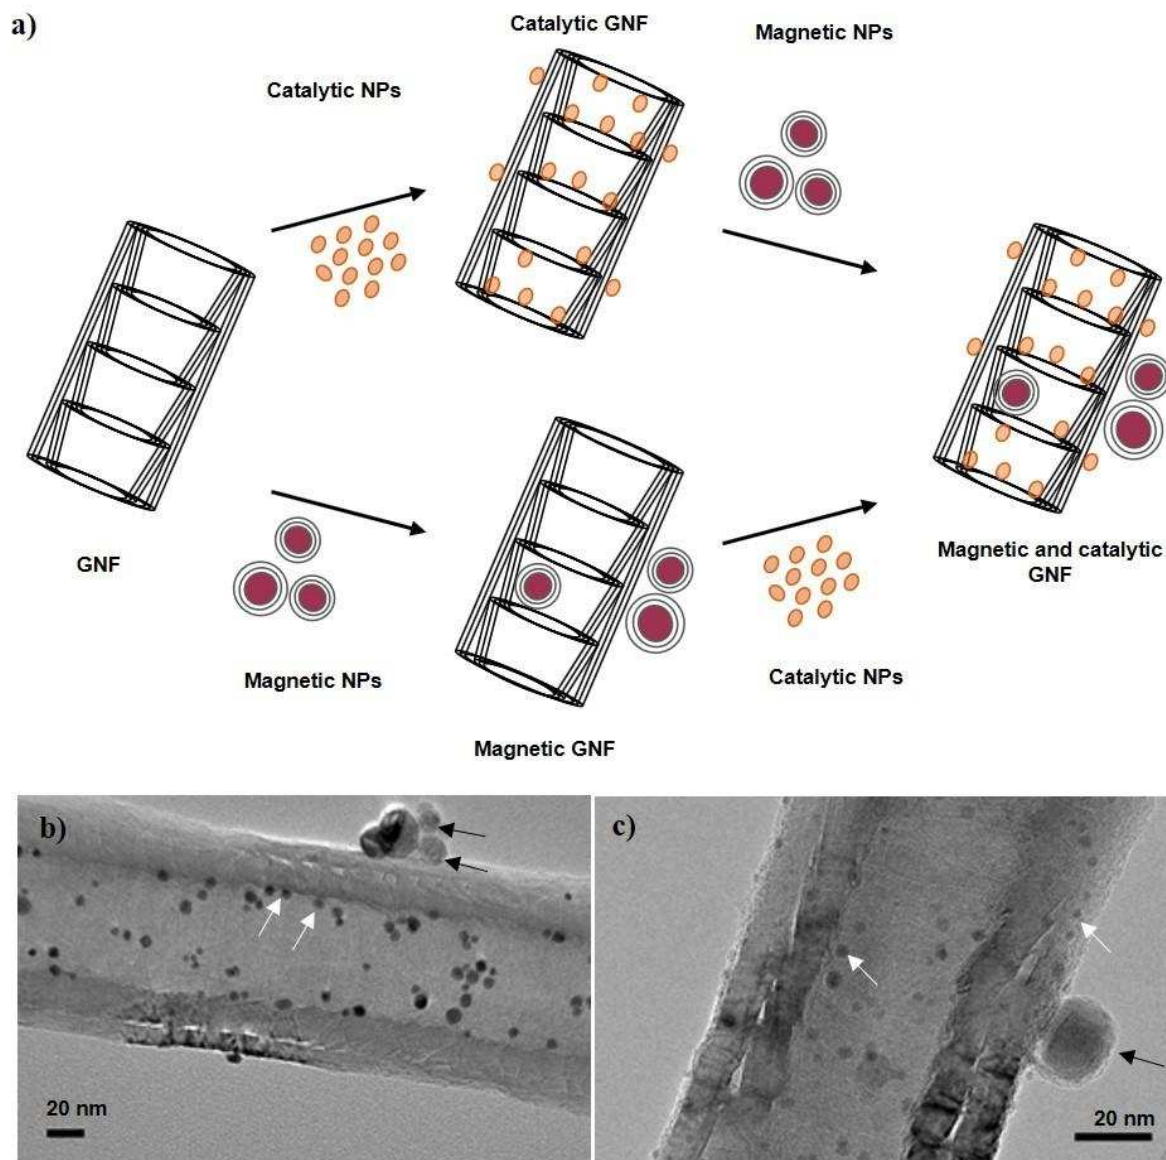 a)
Catalytic GNF
Magnetic NPs
Catalytic NPs
GNF
Magnetic and catalytic
GNF
Magnetic NPs
Catalytic NPs
Magnetic GNF
b)
20 nm
c)
20 nm